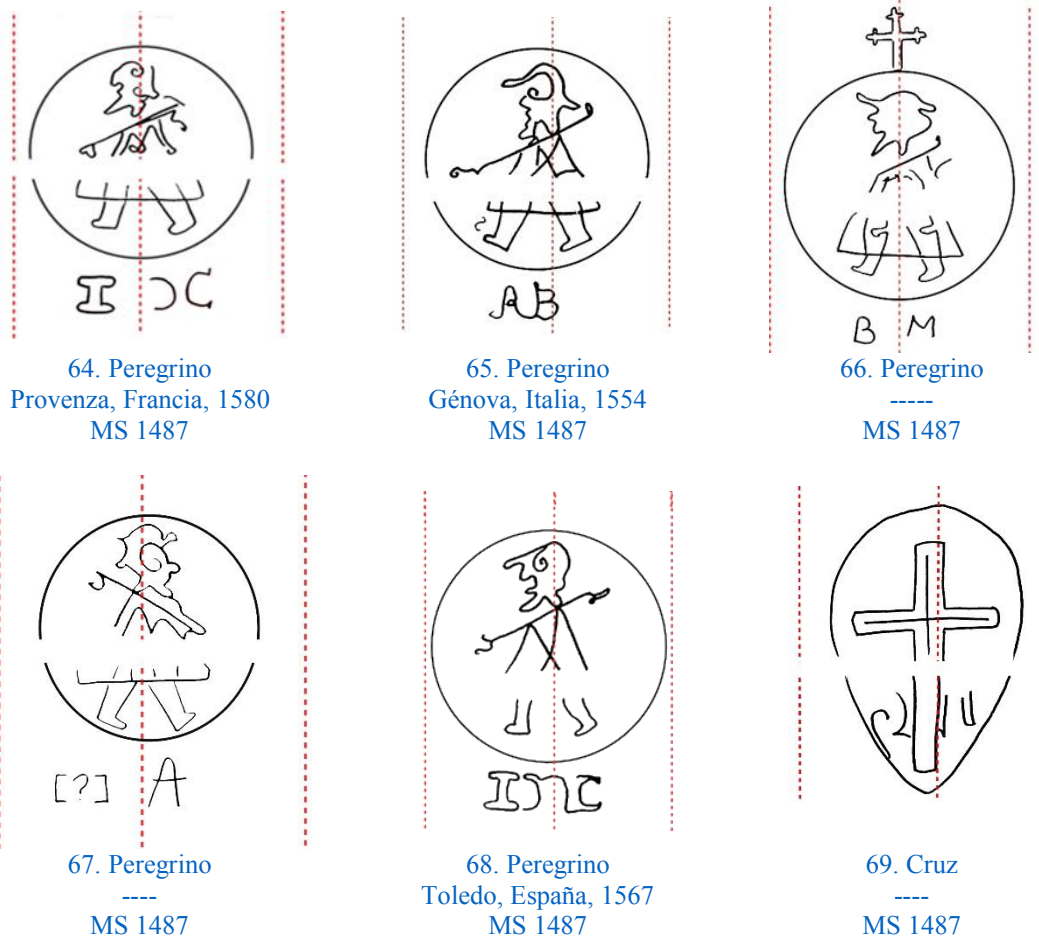 I ƆC
AB
B M
64. Peregrino
Provenza, Francia, 1580
MS 1487
65. Peregrino
Génova, Italia, 1554
MS 1487
66. Peregrino
-----
MS 1487
[?] A
67. Peregrino
----
MS 1487
68. Peregrino
Toledo, España, 1567
MS 1487
69. Cruz
----
MS 1487